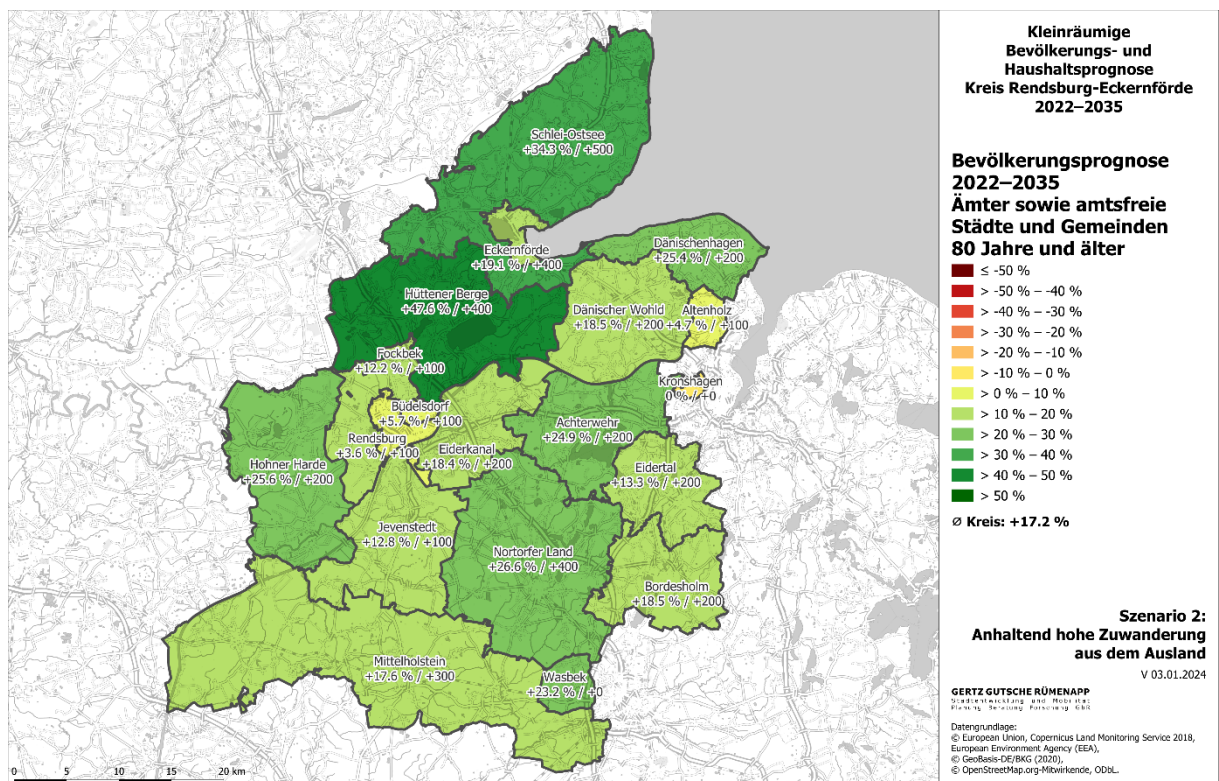 Kleinräumige
Bevölkerungs- und
Haushaltsprognose
Kreis Rendsburg-Eckernförde
2022–2035
Bevölkerungsprognose
2022–2035
Ämter sowie amtsfreie
Städte und Gemeinden
80 Jahre und älter
≤ -50 %
> -50 % – -40 %
> -40 % – -30 %
> -30 % – -20 %
> -20 % – -10 %
> -10 % – 0 %
> 0 % – 10 %
> 10 % – 20 %
> 20 % – 30 %
> 30 % – 40 %
> 40 % – 50 %
> 50 %
⌀ Kreis: +17.2 %
Szenario 2:
Anhaltend hohe Zuwanderung
aus dem Ausland
V 03.01.2024
GERTZ GUTSCHE RÜMENAPP
Stadtentwicklung und Mobilität
Planung Beratung Forschung GbR
Datengrundlage:
© European Union, Copernicus Land Monitoring Service 2018,
European Environment Agency (EEA),
© GeoBasis-DE/BKG (2020),
© OpenStreetMap.org-Mitwirkende, ODbL.
Schlei-Ostsee
+34.3 % / +500
Eckernförde
+19.1 % / +400
Dänischenhagen
+25.4 % / +200
Hüttener Berge
+47.6 % / +400
Dänischer Wohld
+18.5 % / +200
Altenholz
+4.7 % / +100
Fockbek
+12.2 % / +100
Kronshagen
0 % / +0
Büdelsdorf
+5.7 % / +100
Achterwehr
+24.9 % / +200
Rendsburg
+3.6 % / +100
Eiderkanal
+18.4 % / +200
Hohner Harde
+25.6 % / +200
Eidertal
+13.3 % / +200
Jevenstedt
+12.8 % / +100
Nortorfer Land
+26.6 % / +400
Bordesholm
+18.5 % / +200
Mittelholstein
+17.6 % / +300
Wasbek
+23.2 % / +0
0 5 10 15 20 km